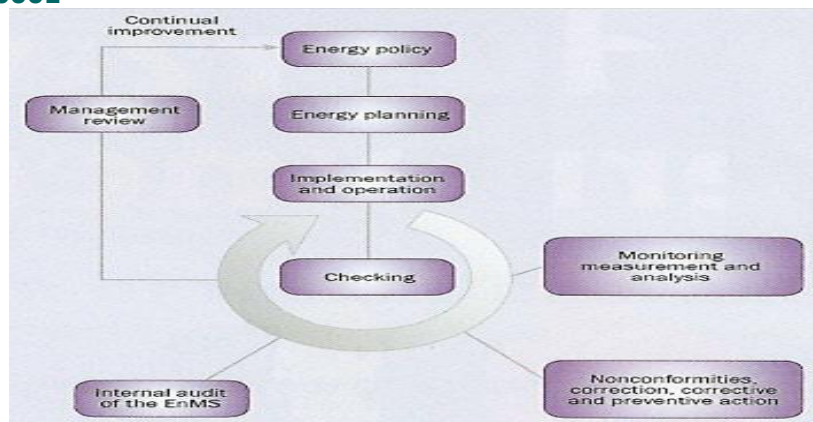 Continual
improvement
Energy policy
Management
review
Energy planning
Implementation
and operation
Checking
Monitoring
measurement and
analysis
Internal audit
of the EnMS
Nonconformities,
correction, corrective
and preventive action